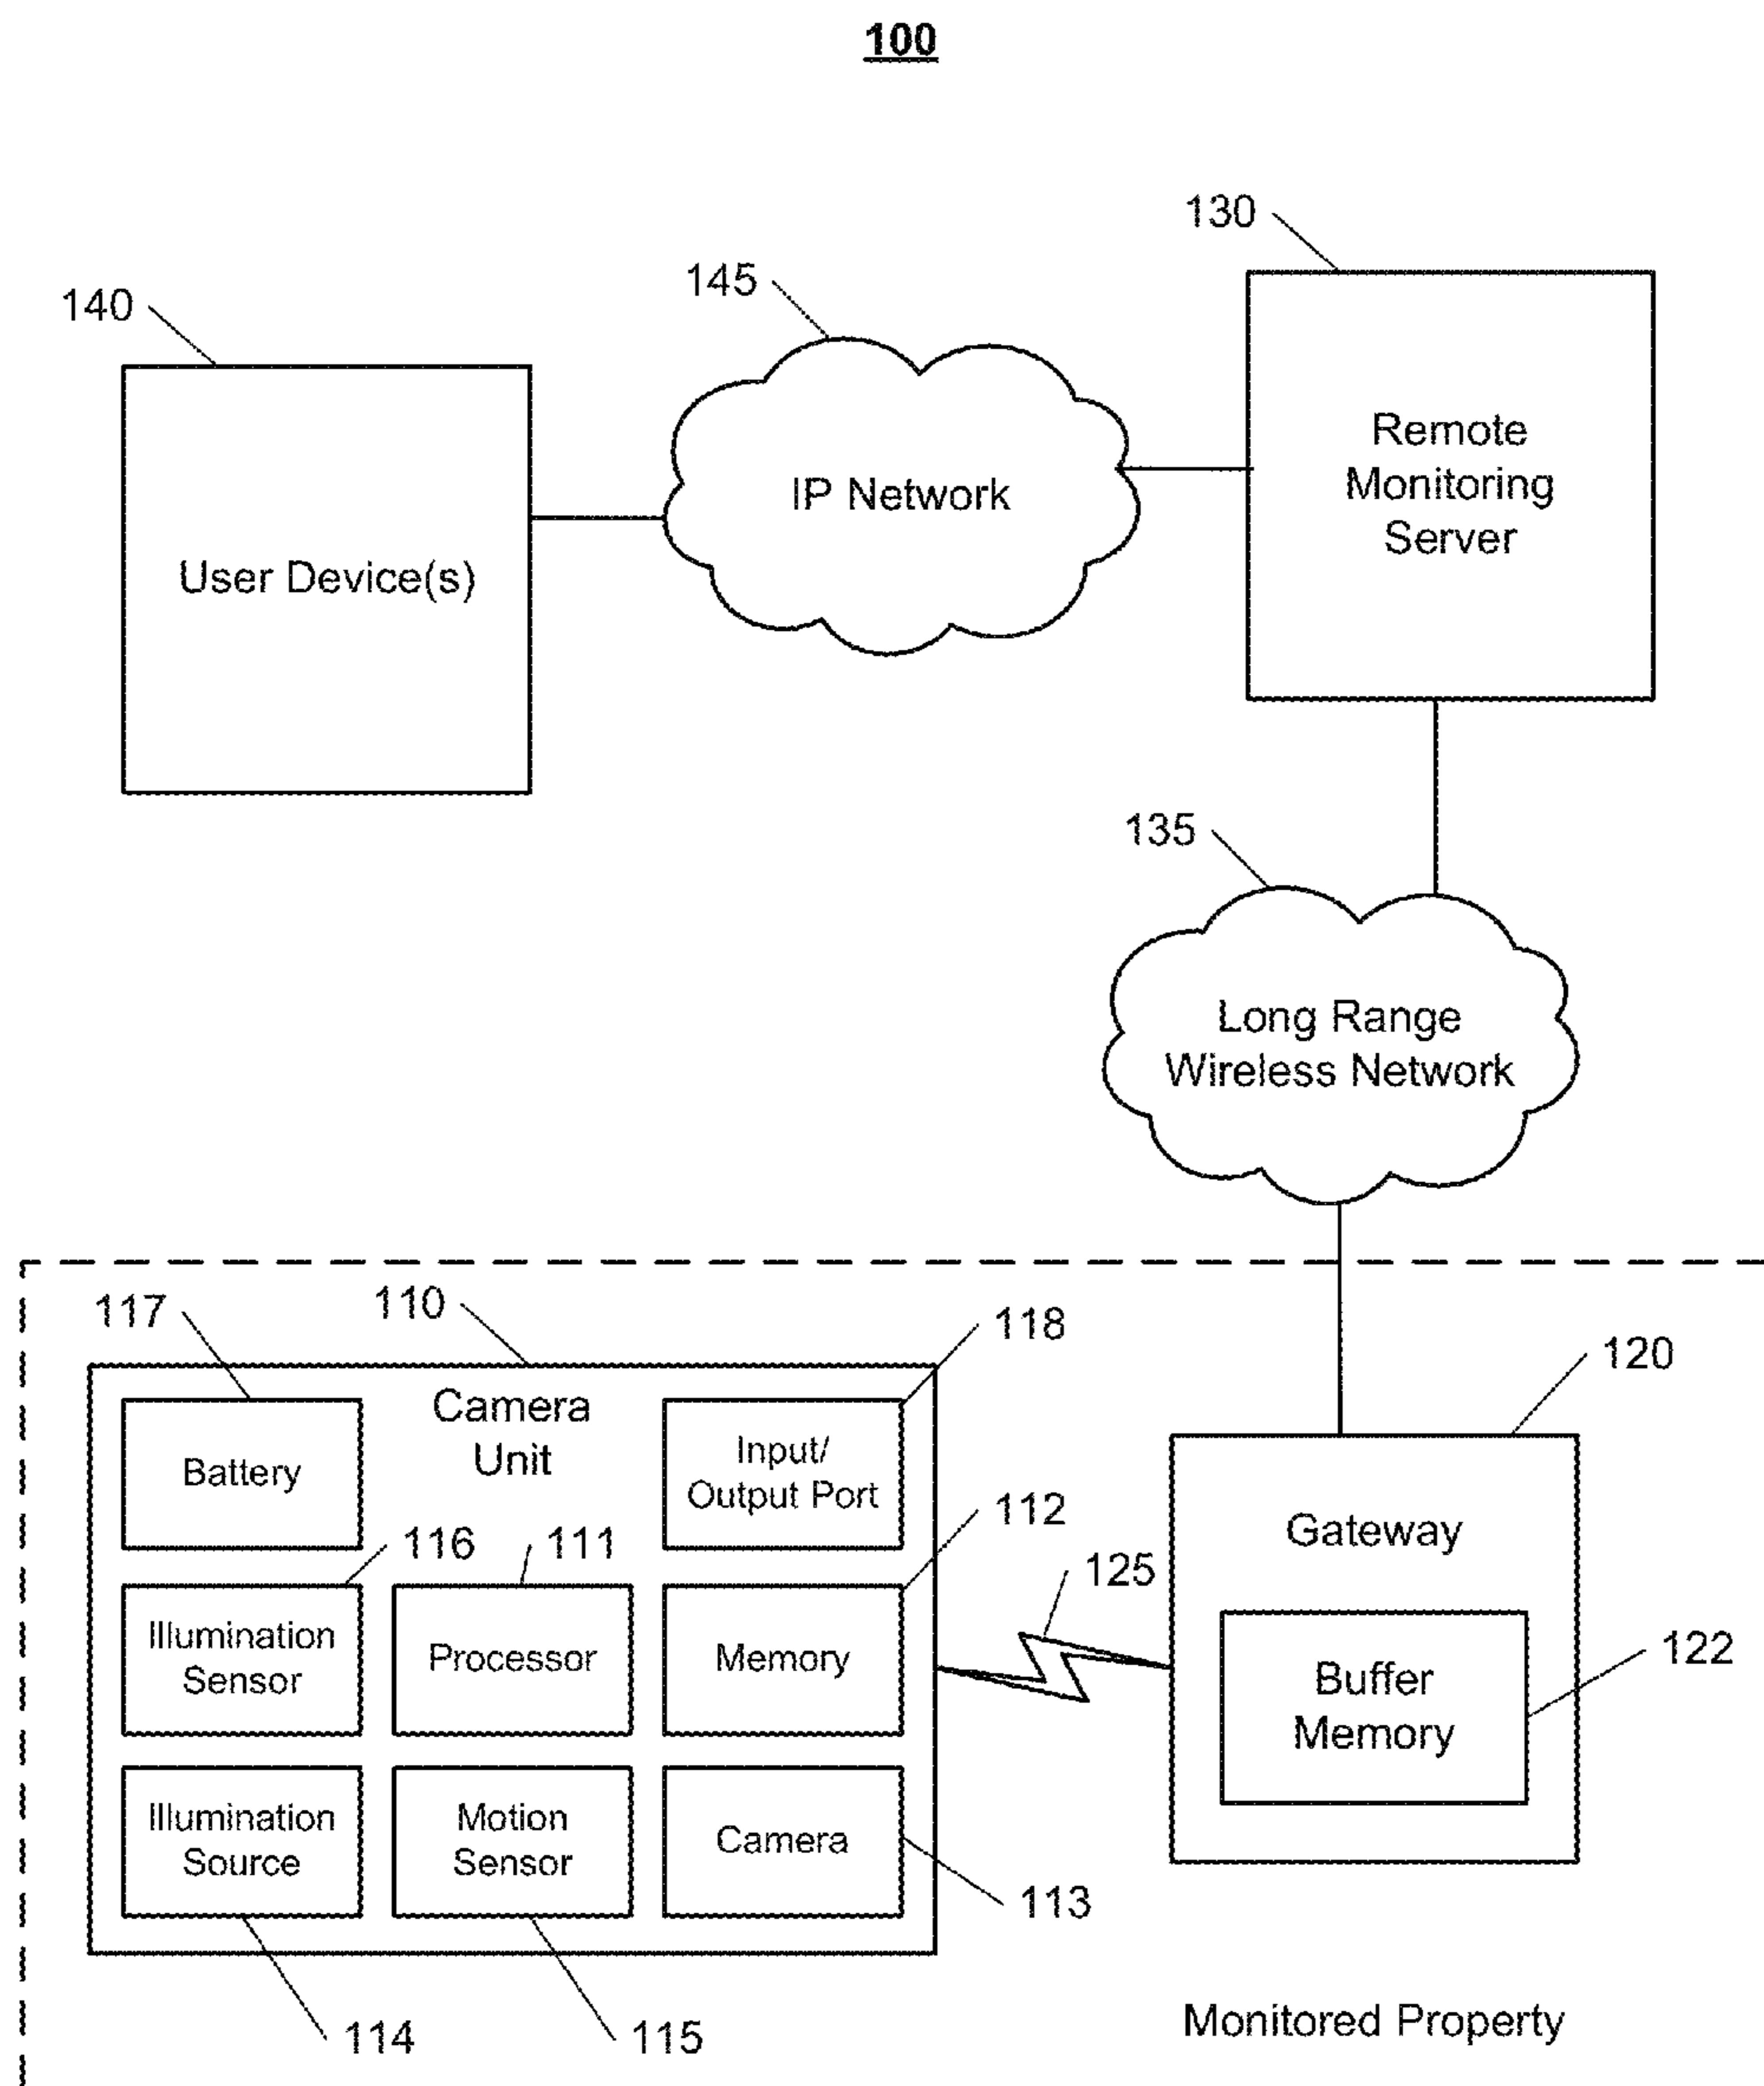 100
130
145
140
Remote
Monitoring
Server
IP Network
User Device(s)
135
Long Range
Wireless Network
117
110
118
120
Camera
Unit
Battery
Input/
Output Port
116
111
112
Gateway
125
Illumination
Sensor
Processor
Memory
122
Buffer
Memory
Illumination
Source
Motion
Sensor
Camera
113
114
115
Monitored Property